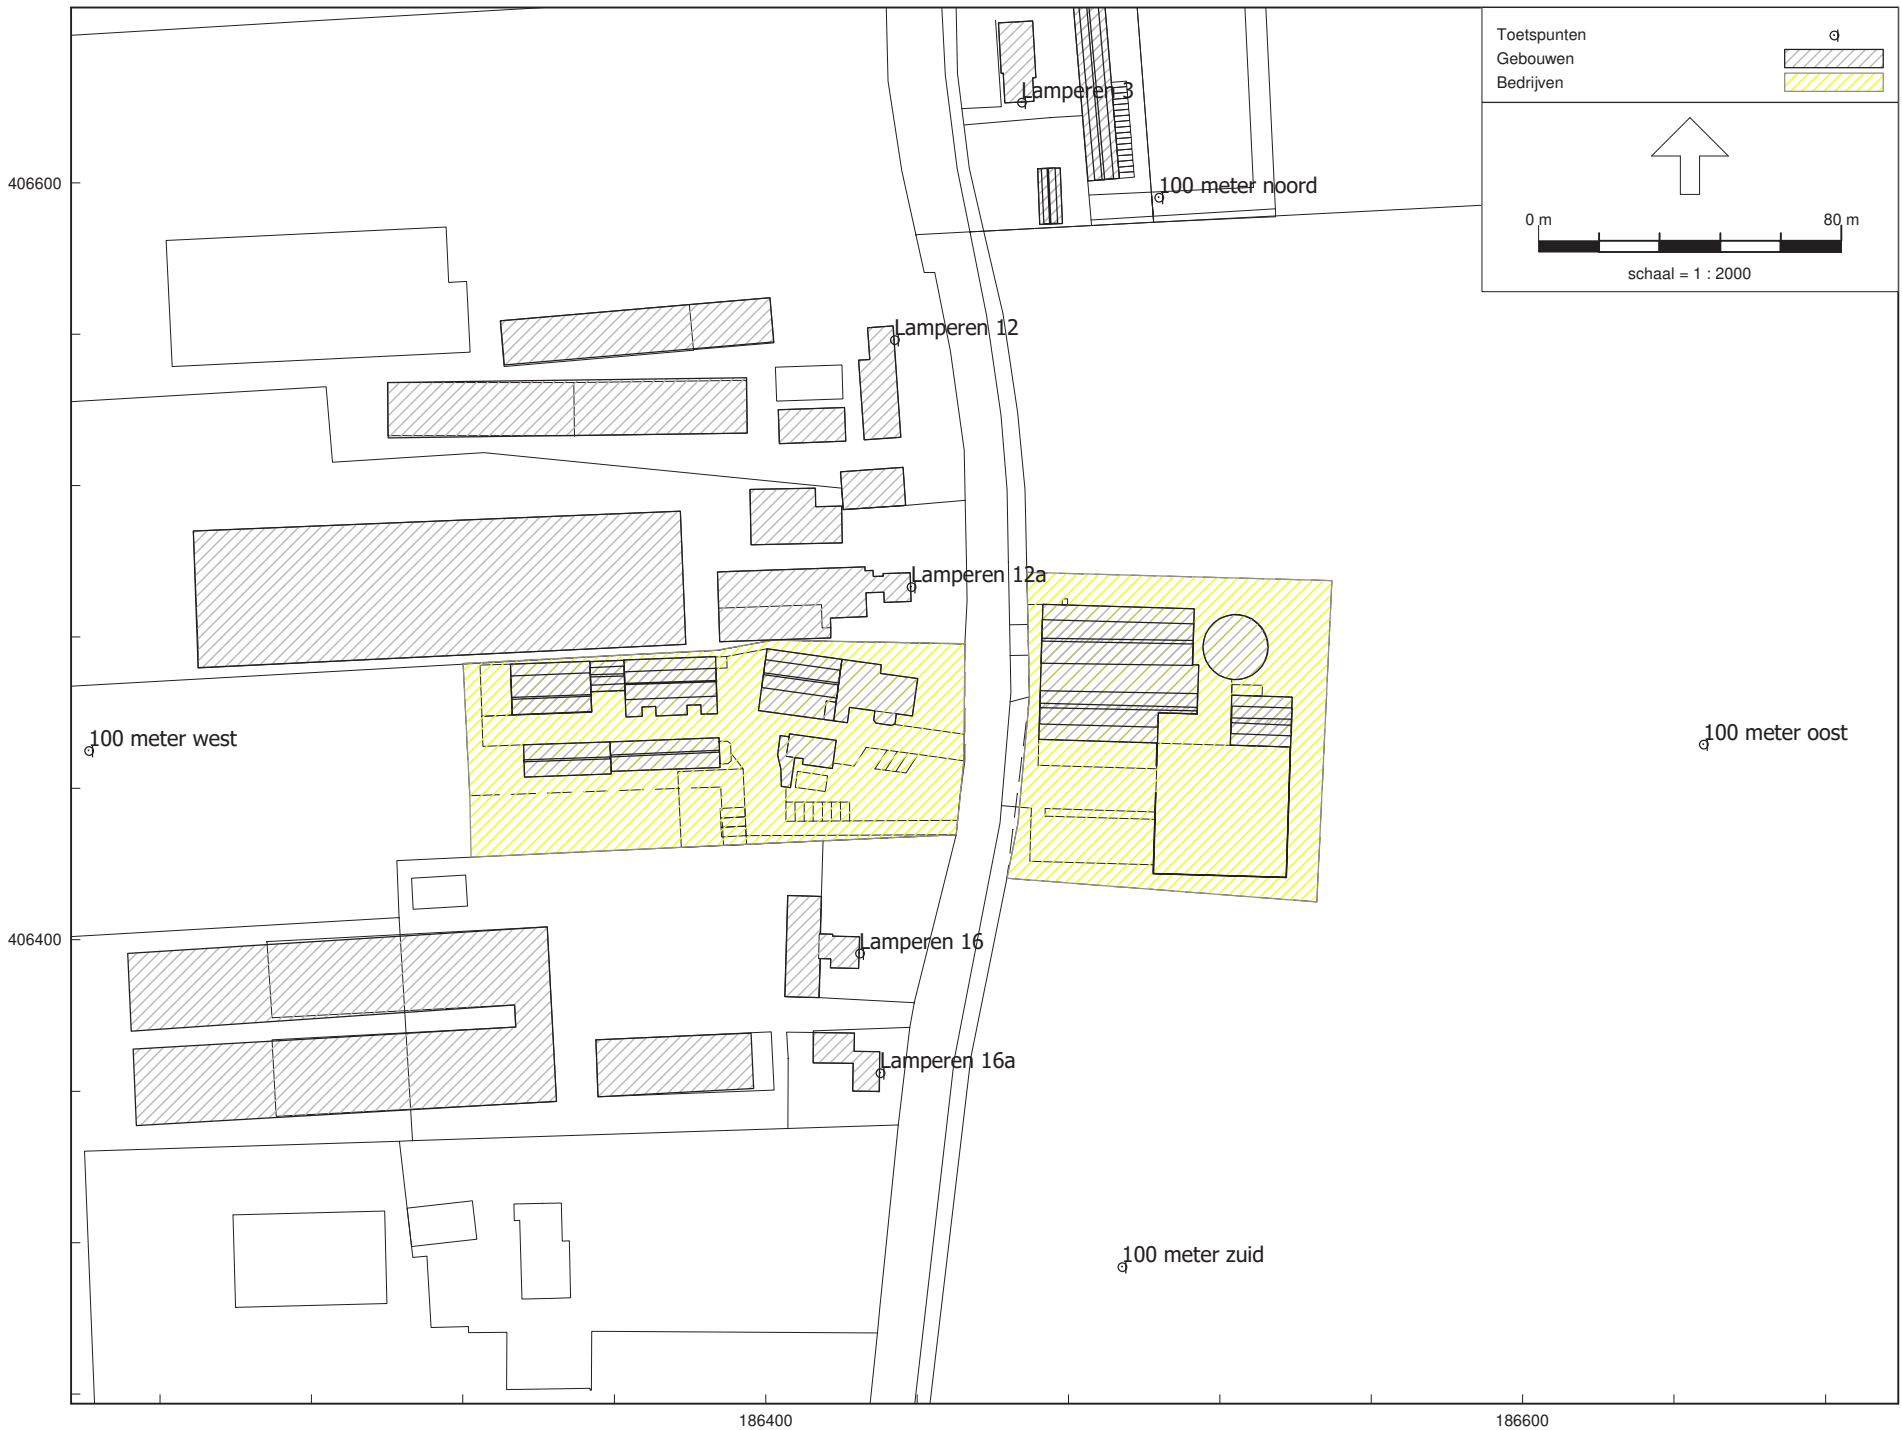 Toetspunten
Gebouwen
Bedrijven
0 m 80 m
schaal = 1 : 2000
Lamperen 3
406600
100 meter noord
Lamperen 12
Lamperen 12a
100 meter west
100 meter oost
406400
Lamperen 16
Lamperen 16a
100 meter zuid
186400
186600